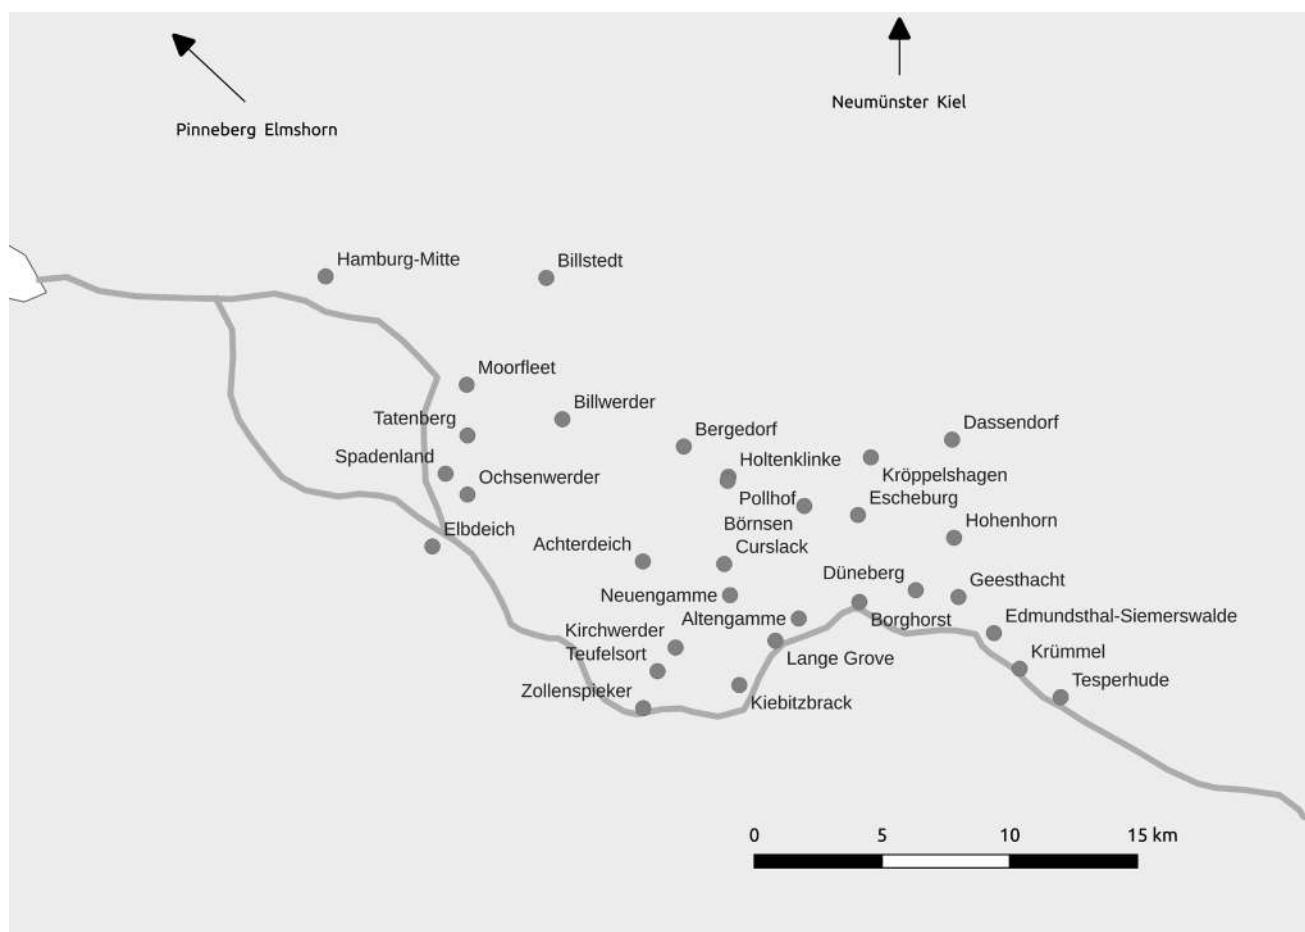 Neumünster Kiel
Pinneberg Elmshorn
Hamburg-Mitte
Billstedt
Moorfleet
Billwerder
Tatenberg
Bergedorf
Dassendorf
Spadenland
Holtenklinke
Kröppelshagen
Ochsenwerder
Pollhof
Escheburg
Elbdeich
Börnsen
Hohenhorn
Achterdeich
Curslack
Düneberg
Geesthacht
Neuengamme
Altengamme
Borghorst
Edmundsthal-Siemerswalde
Kirchwerder
Teufelsort
Lange Grove
Krümmel
Zollenspieker
Kiebitzbrack
Tesperhude
0 5 10 15 km